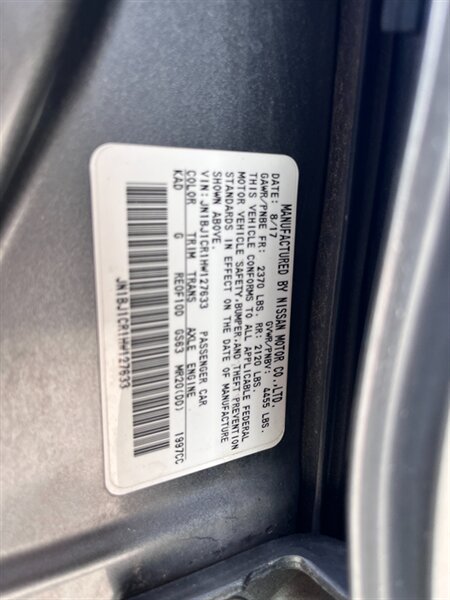 MANUFACTURED BY NISSAN MOTOR CO.,LTD.
DATE: 8/17 GVWR/PNBV: 4455 LBS.
GAWR/PNBE FR: 2370 LBS. RR: 2120 LBS.
THIS VEHICLE CONFORMS TO ALL APPLICABLE FEDERAL
MOTOR VEHICLE SAFETY,BUMPER,AND THEFT PREVENTION
STANDARDS IN EFFECT ON THE DATE OF MANUFACTURE
SHOWN ABOVE.
VIN:JN1BJ1CR1HW127633 PASSENGER CAR
COLOR TRIM TRANS AXLE ENGINE
KAD G RE0F10D GS63 MR20(DD) 1997CC
JN1BJ1CR1HW127633